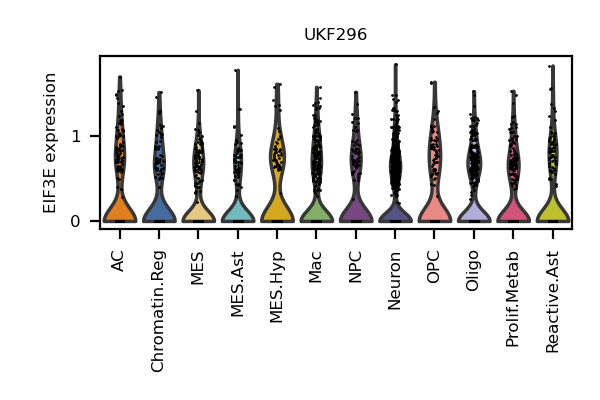 UKF296
EIF3E expression
1
0
AC
Chromatin.Reg
MES
MES.Ast
MES.Hyp
Mac
NPC
Neuron
OPC
Oligo
Prolif.Metab
Reactive.Ast